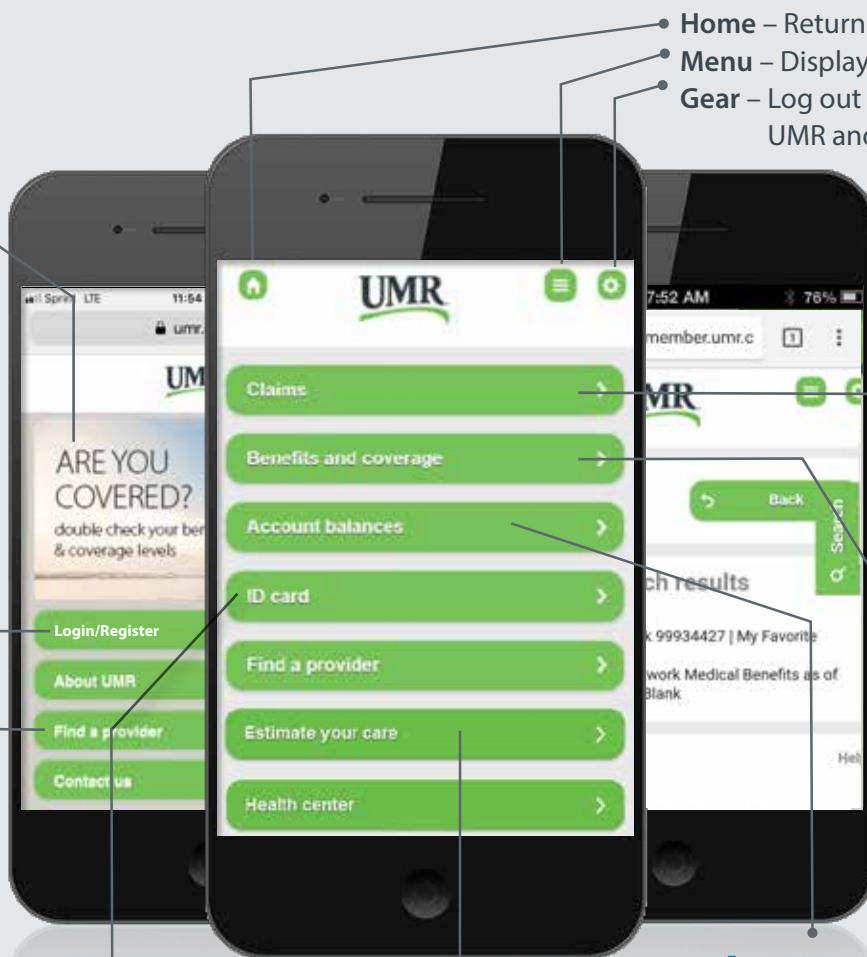 Home – Return
Menu – Display
Gear – Log out
UMR and
Sprint LTE
11:54
umr.
UM
ARE YOU
COVERED?
double check your ber
& coverage levels
Login/Register
About UMR
Find a provider
Contact us
UMR
Claims
Benefits and coverage
Account balances
ID card
Find a provider
Estimate your care
Health center
7:52 AM
76%
member.umr.c
1
MR
Back
Search
ch results
k 99934427 | My Favorite
work Medical Benefits as of
Blank
Hel